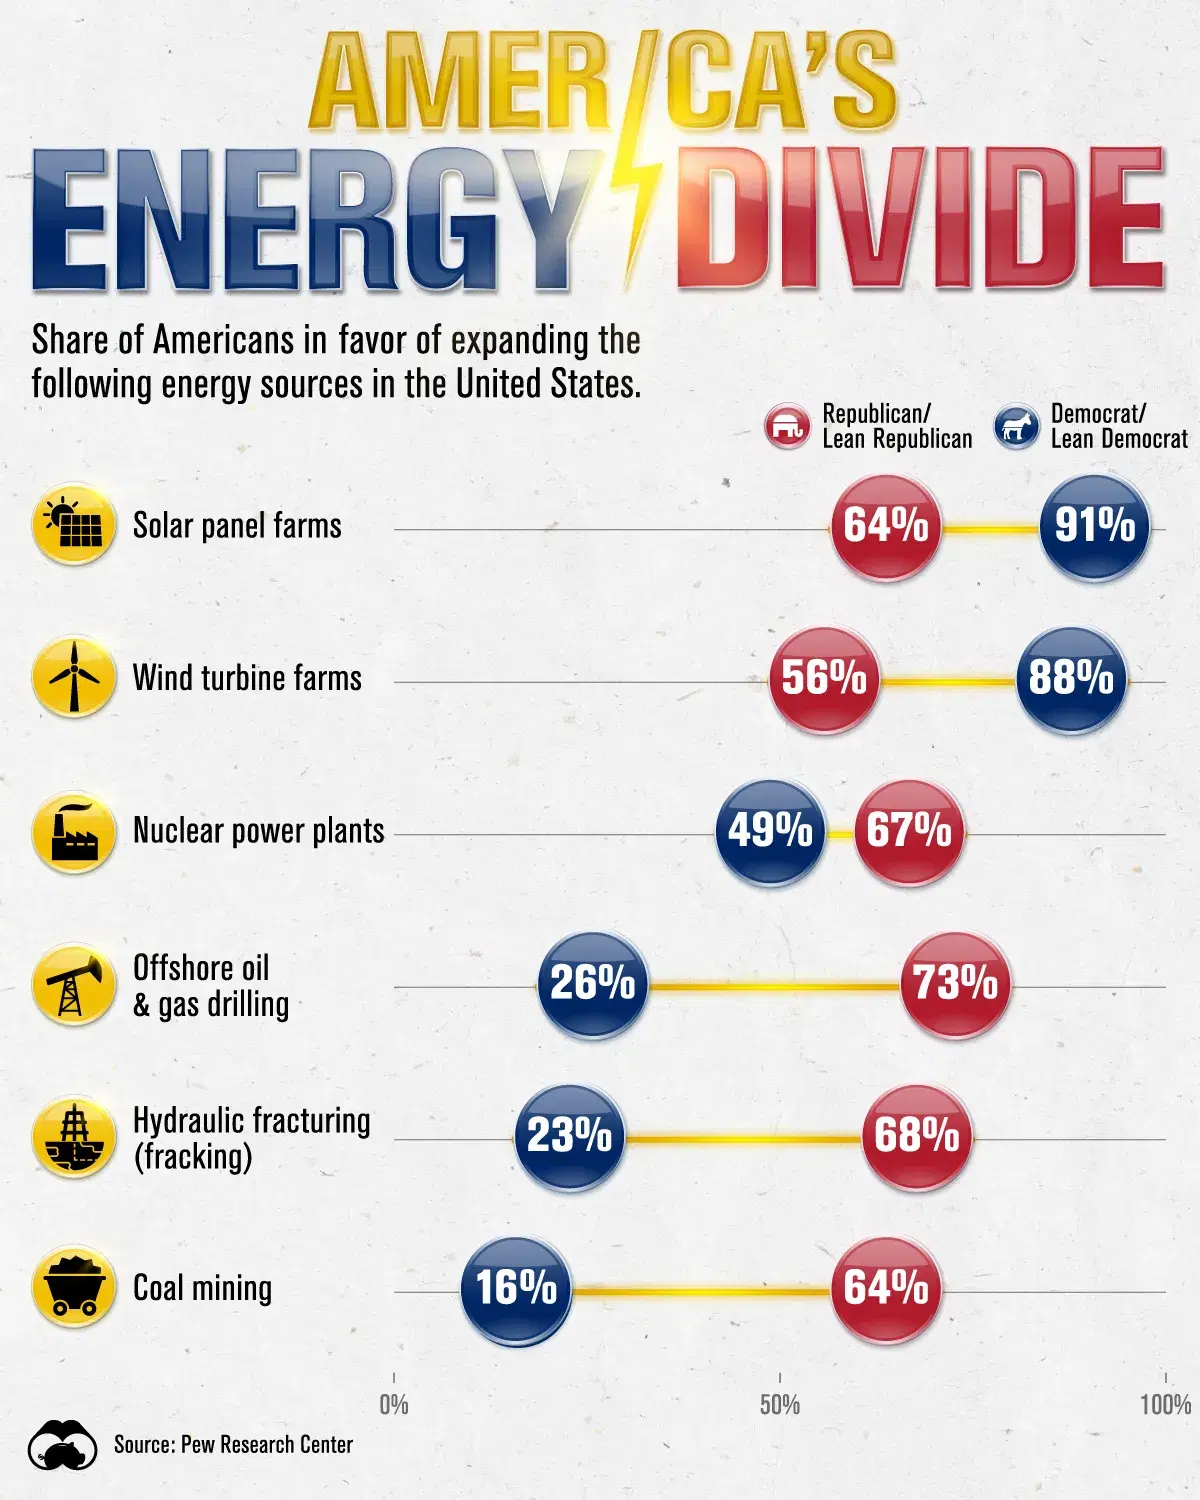 AMERICA'S
ENERGY DIVIDE
Share of Americans in favor of expanding the
following energy sources in the United States.
Republican/
Lean Republican
Democrat/
Lean Democrat
Solar panel farms 64% 91%
Wind turbine farms 56% 88%
Nuclear power plants 49% 67%
Offshore oil
& gas drilling 26% 73%
Hydraulic fracturing
(fracking) 23% 68%
Coal mining 16% 64%
0% 50% 100%
Source: Pew Research Center